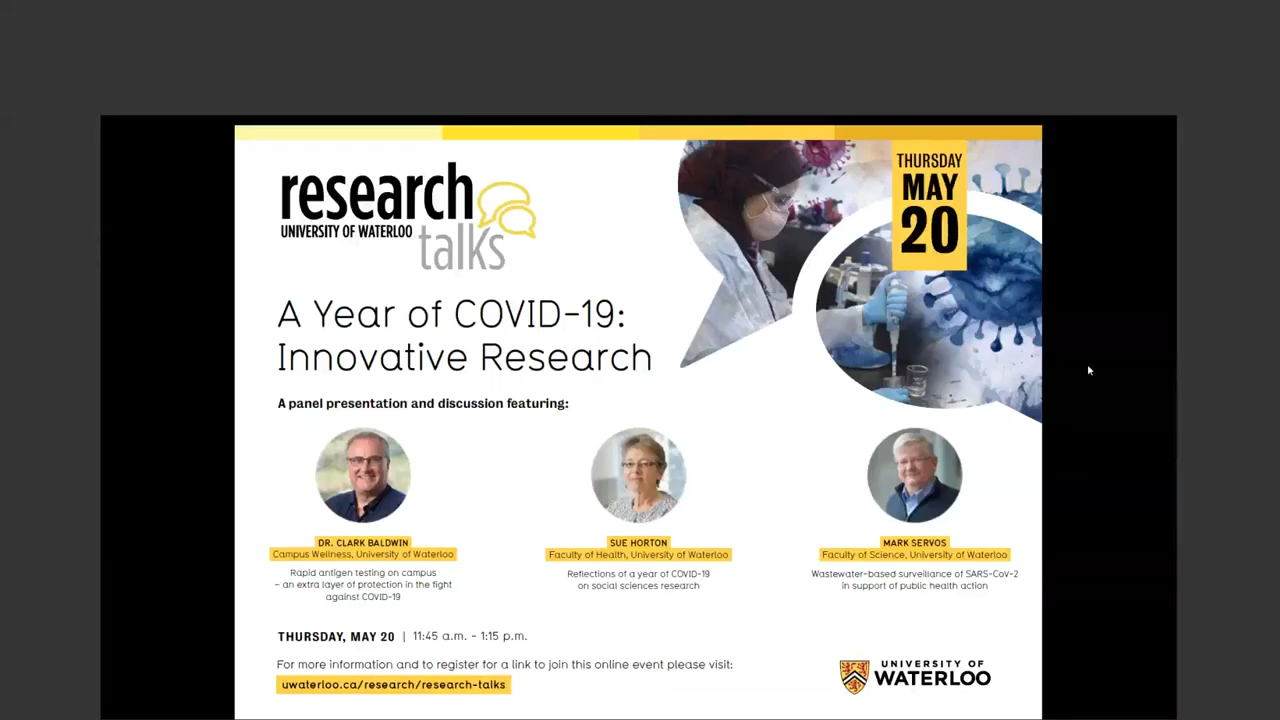 research
UNIVERSITY OF WATERLOO
talks
THURSDAY
MAY
20
A Year of COVID-19:
Innovative Research
A panel presentation and discussion featuring:
DR. CLARK BALDWIN
Campus Wellness, University of Waterloo
Rapid antigen testing on campus
– an extra layer of protection in the fight
against COVID-19
SUE HORTON
Faculty of Health, University of Waterloo
Reflections of a year of COVID-19
on social sciences research
MARK SERVOS
Faculty of Science, University of Waterloo
Wastewater-based surveillance of SARS-CoV-2
in support of public health action
THURSDAY, MAY 20 | 11:45 a.m. – 1:15 p.m.
For more information and to register for a link to join this online event please visit:
uwaterloo.ca/research/research-talks
UNIVERSITY OF
WATERLOO